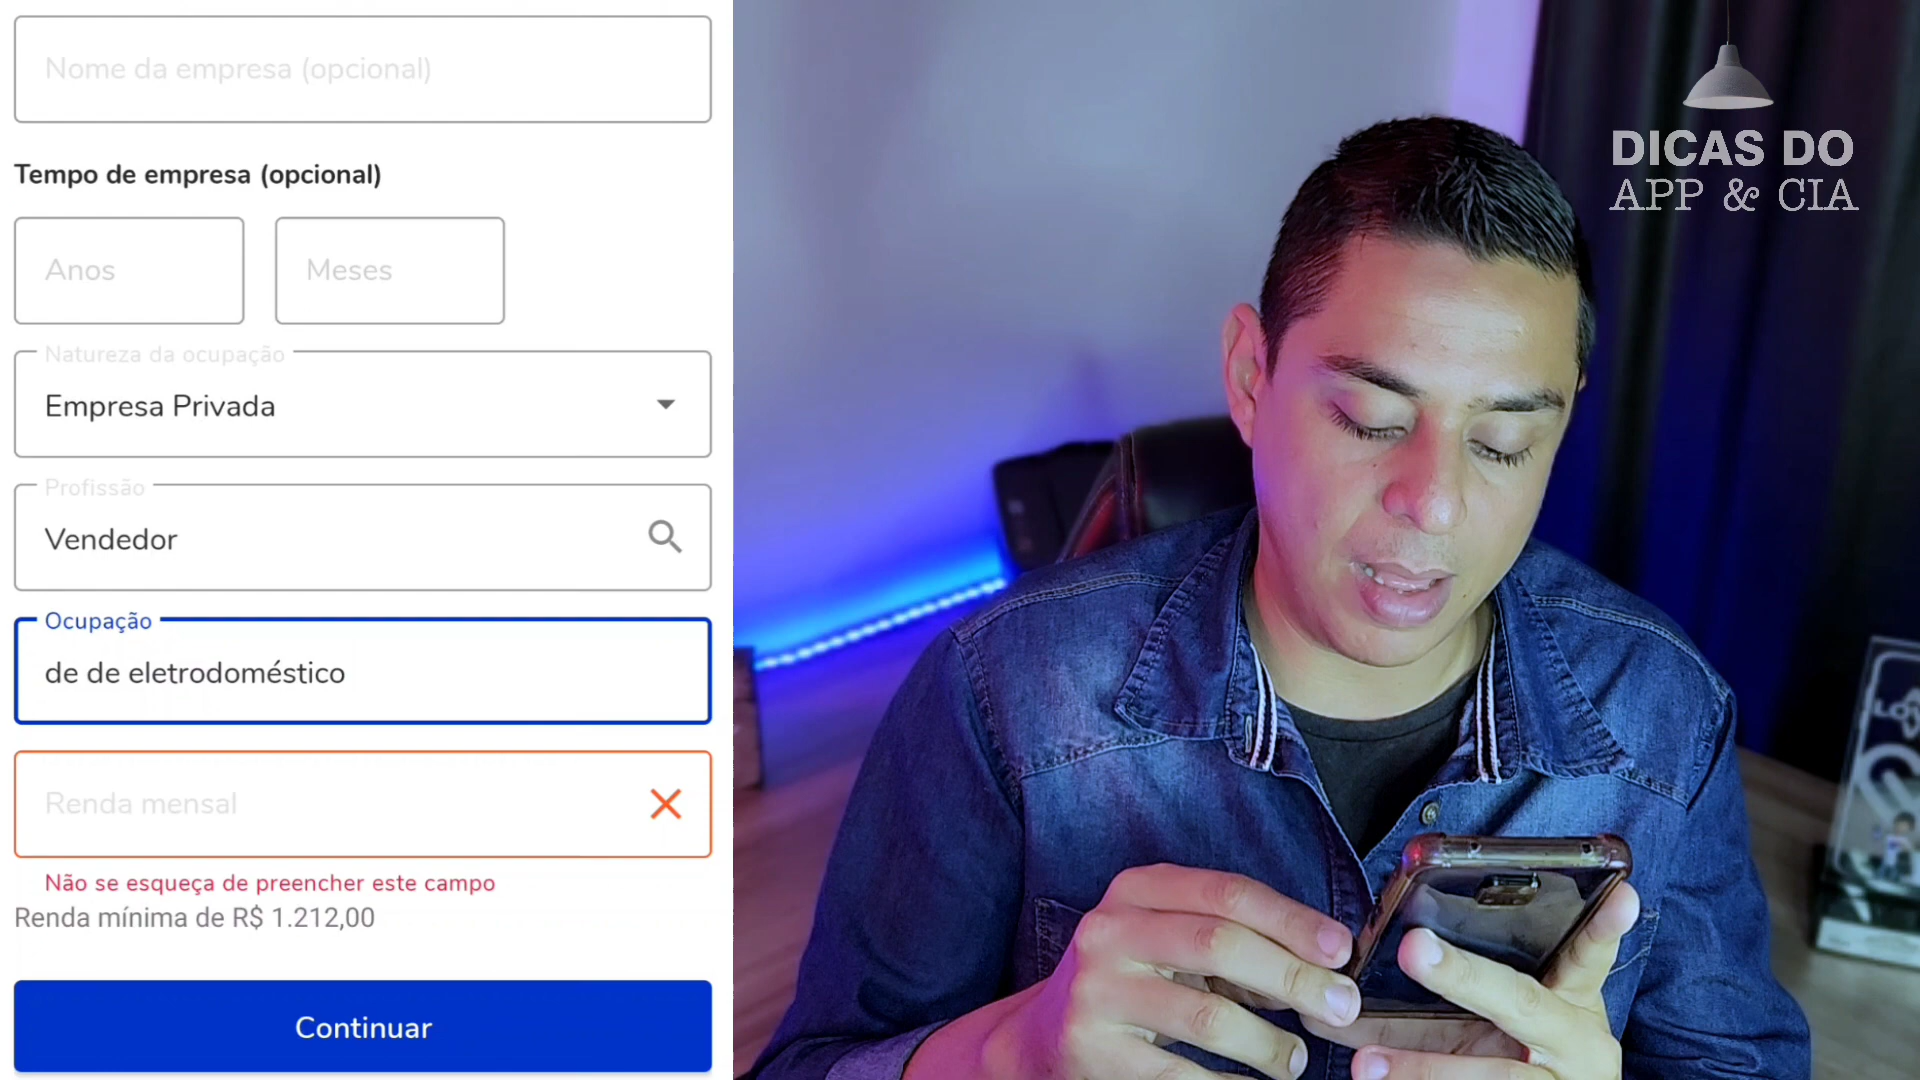 Nome da empresa (opcional)
Tempo de empresa (opcional)
Anos
Meses
Natureza da ocupação
Empresa Privada
Profissão
Vendedor
Ocupação
de de eletrodoméstico
Renda mensal
Não se esqueça de preencher este campo
Renda mínima de R$ 1.212,00
Continuar
DICAS DO
APP & CIA